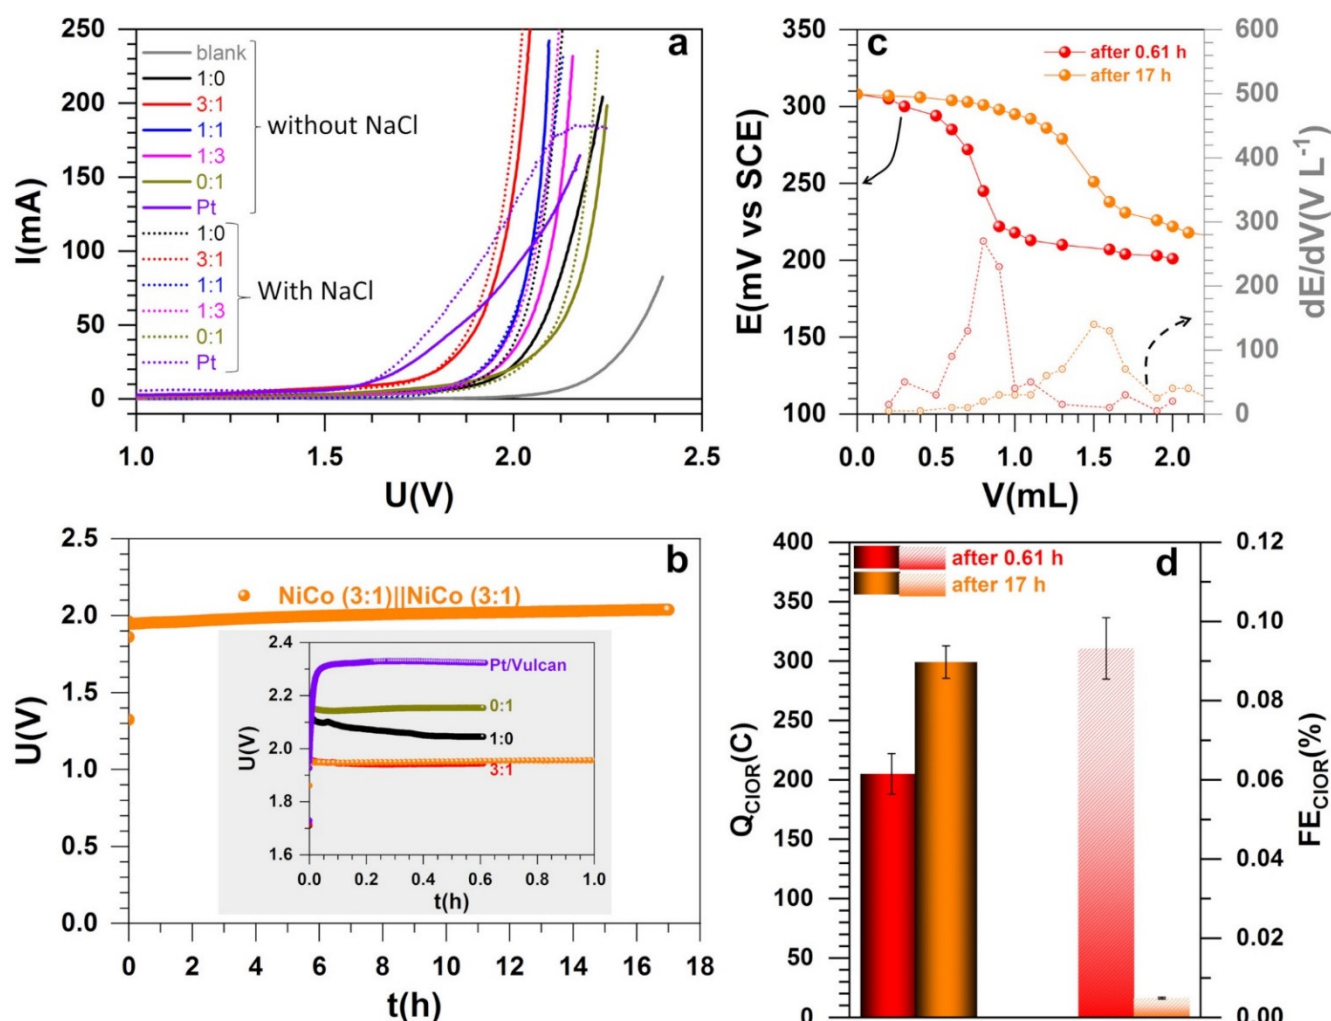 a
I(mA)
250
200
150
100
50
0
blank
1:0
3:1
1:1
1:3
0:1
Pt
without NaCl
1:0
3:1
1:1
1:3
0:1
Pt
With NaCl
1.0 1.5 2.0 2.5
U(V)
c
after 0.61 h
after 17 h
E(mV vs SCE)
350
300
250
200
150
100
dE/dV(V L⁻¹)
600
500
400
300
200
100
0
0.0 0.5 1.0 1.5 2.0
V(mL)
b
U(V)
2.5
2.0
1.5
1.0
0.5
0.0
NiCo (3:1)||NiCo (3:1)
U(V)
2.4
2.2
2.0
1.8
1.6
Pt/Vulcan
0:1
1:0
3:1
0.0 0.2 0.4 0.6 0.8 1.0
t(h)
0 2 4 6 8 10 12 14 16 18
t(h)
d
after 0.61 h
after 17 h
Q_ClOR(C)
400
350
300
250
200
150
100
50
0
FE_ClOR(%)
0.12
0.10
0.08
0.06
0.04
0.02
0.00